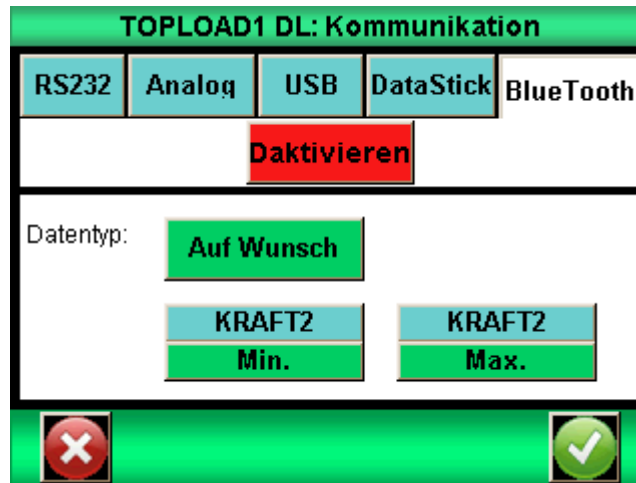 TOPLOAD1 DL: Kommunikation
RS232 Analog USB DataStick BlueTooth
Daktivieren
Datentyp: Auf Wunsch
KRAFT2 KRAFT2
Min. Max.